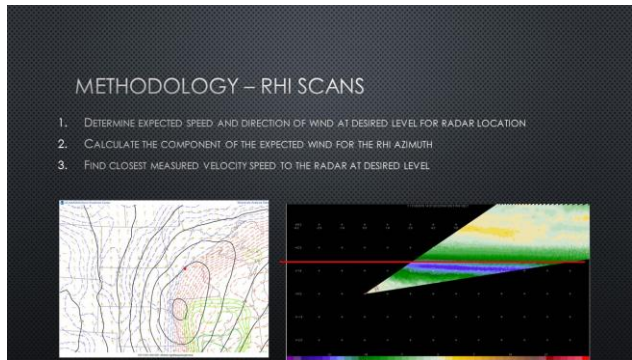 METHODOLOGY – RHI SCANS
1. DETERMINE EXPECTED SPEED AND DIRECTION OF WIND AT DESIRED LEVEL FOR RADAR LOCATION
2. CALCULATE THE COMPONENT OF THE EXPECTED WIND FOR THE RHI AZIMUTH
3. FIND CLOSEST MEASURED VELOCITY SPEED TO THE RADAR AT DESIRED LEVEL